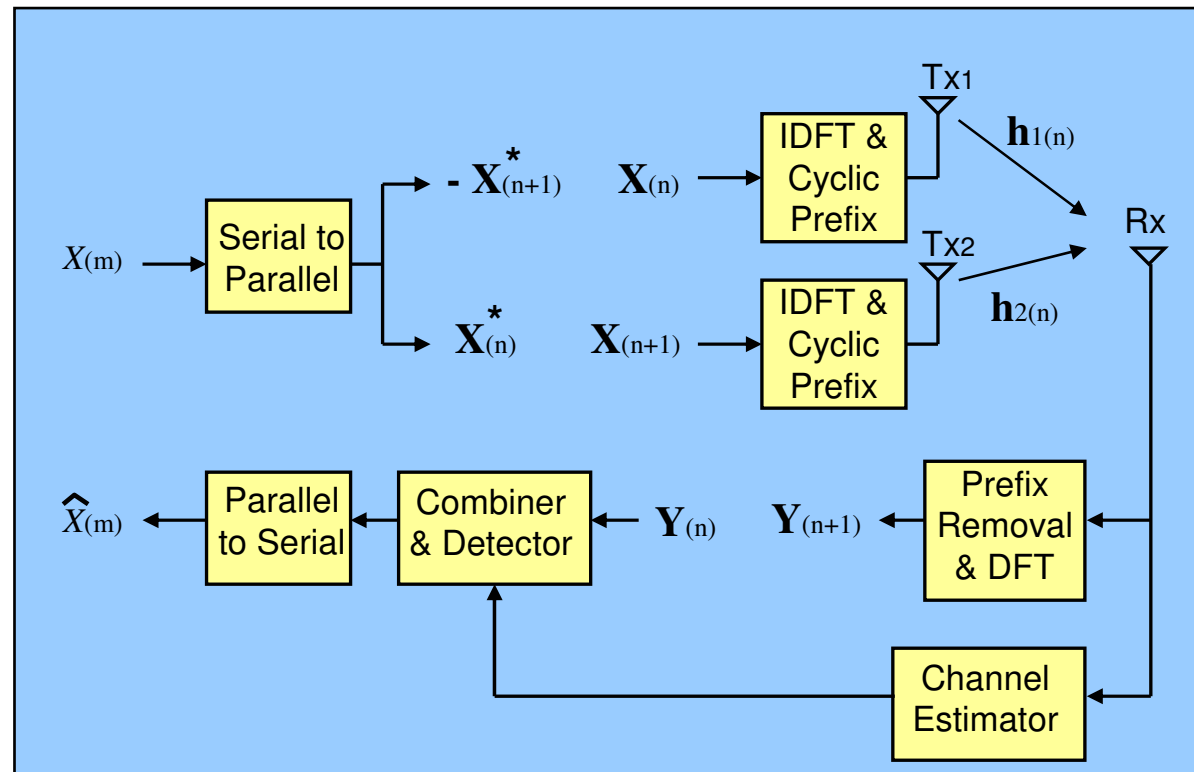 Tx1
h1(n)
- X*(n+1)
X(n)
IDFT &
Cyclic
Prefix
Rx
X(m)
Serial to
Parallel
Tx2
h2(n)
X*(n)
X(n+1)
IDFT &
Cyclic
Prefix
X̂(m)
Parallel
to Serial
Combiner
& Detector
Y(n)
Y(n+1)
Prefix
Removal
& DFT
Channel
Estimator